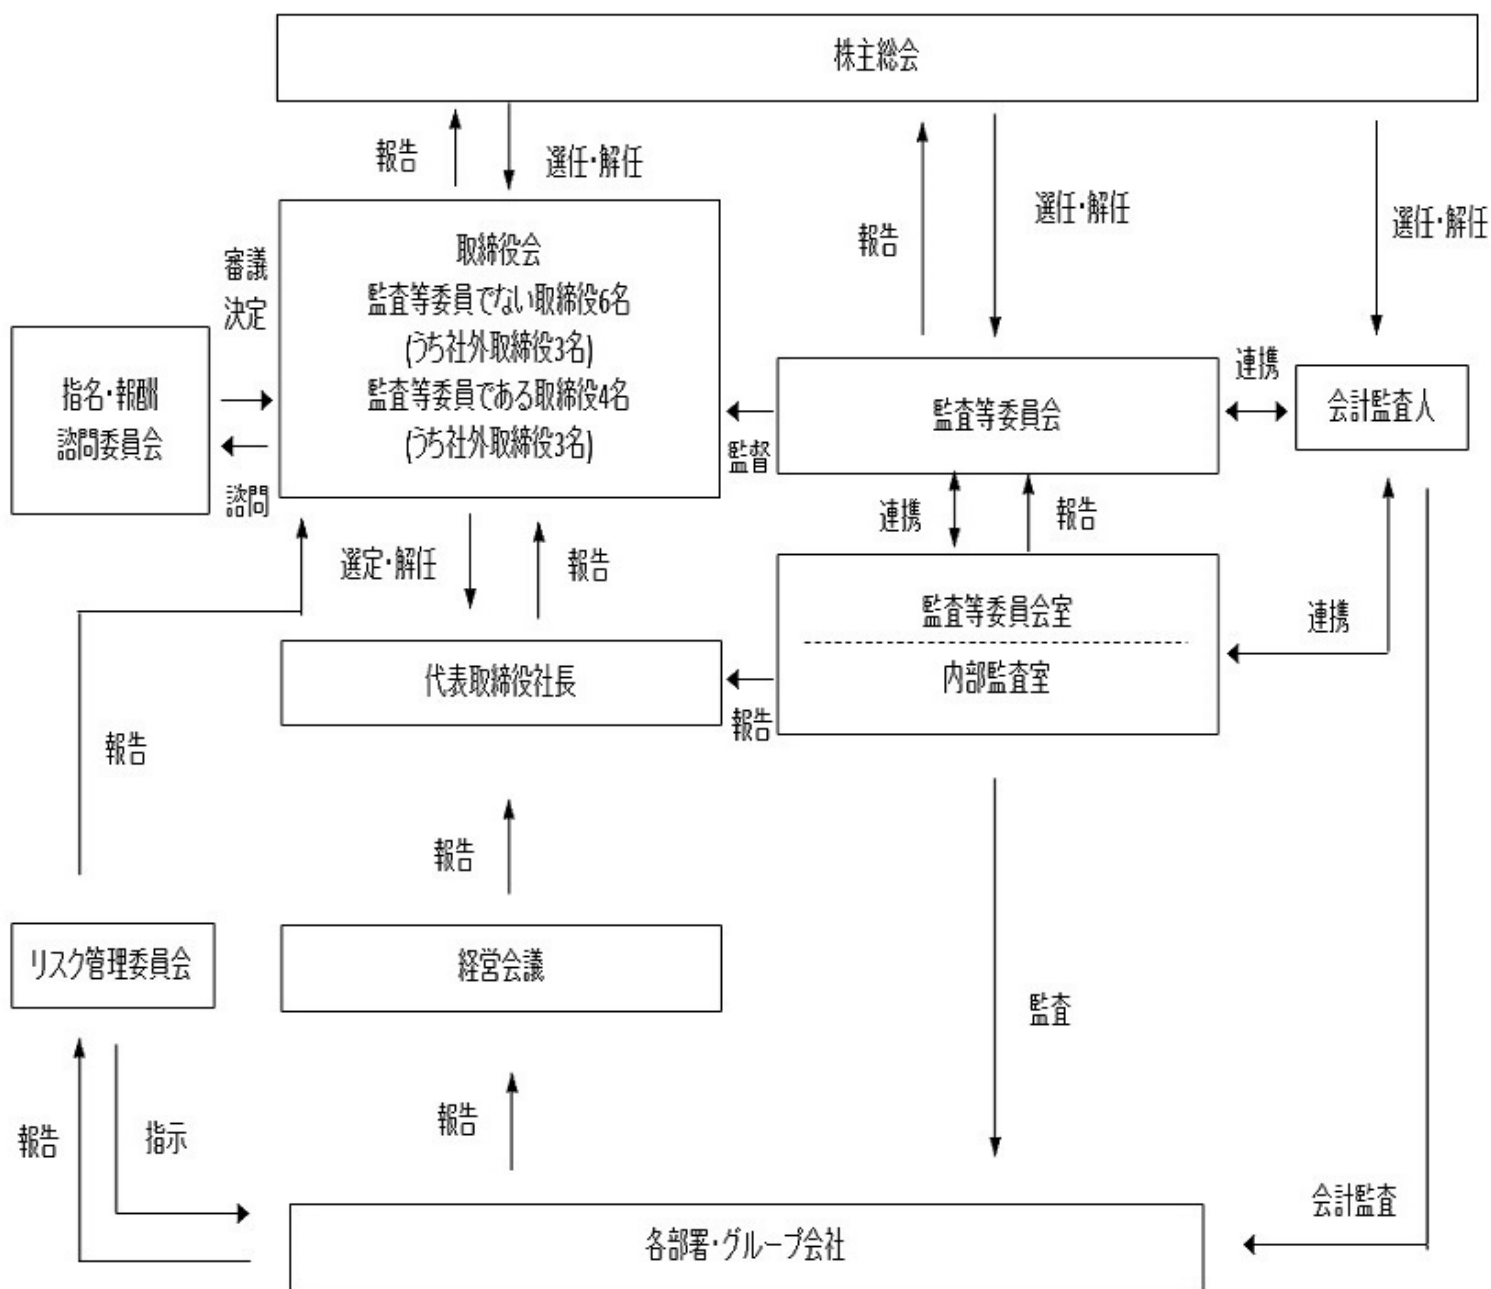 株主総会
報告
選任・解任
報告
選任・解任
選任・解任
審議
決定
取締役会
監査等委員でない取締役6名
(うち社外取締役3名)
監査等委員である取締役4名
(うち社外取締役3名)
指名・報酬
諮問委員会
諮問
監督
監査等委員会
連携
会計監査人
選定・解任
報告
連携
報告
監査等委員会室
内部監査室
連携
代表取締役社長
報告
報告
報告
リスク管理委員会
経営会議
監査
報告
指示
報告
会計監査
各部署・グループ会社